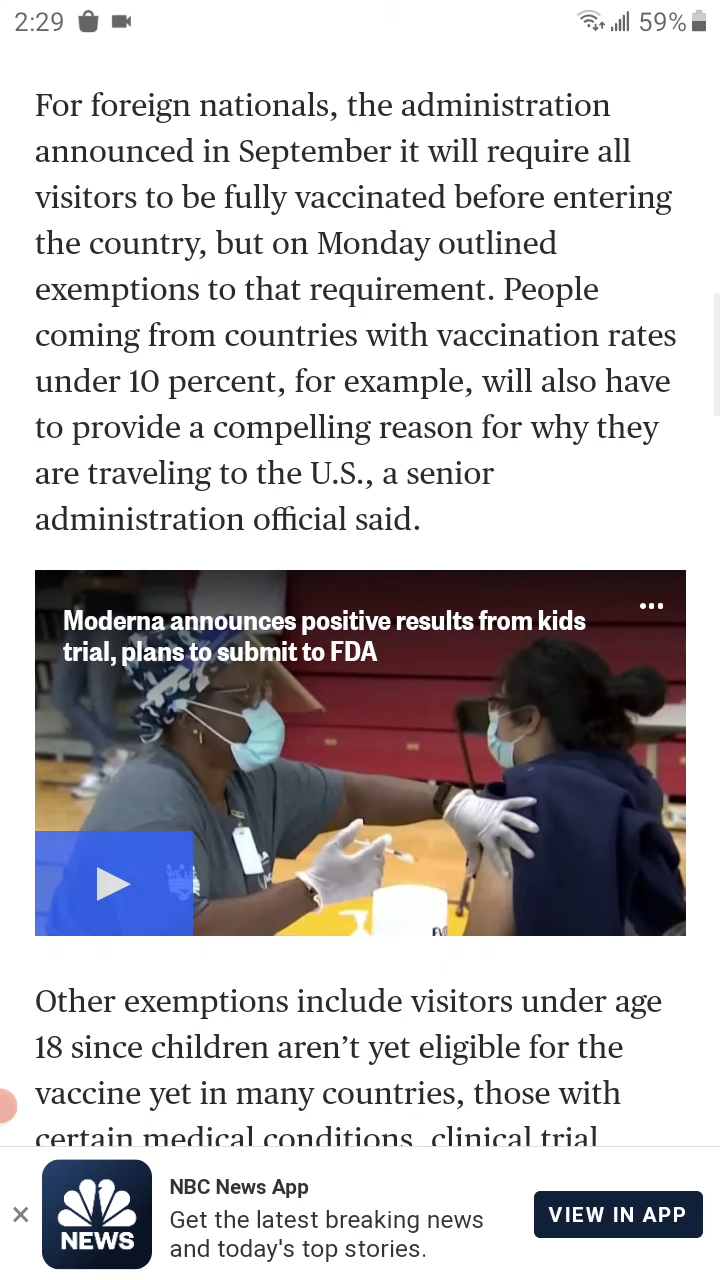 2:29
59%
For foreign nationals, the administration
announced in September it will require all
visitors to be fully vaccinated before entering
the country, but on Monday outlined
exemptions to that requirement. People
coming from countries with vaccination rates
under 10 percent, for example, will also have
to provide a compelling reason for why they
are traveling to the U.S., a senior
administration official said.
Moderna announces positive results from kids
trial, plans to submit to FDA
Other exemptions include visitors under age
18 since children aren’t yet eligible for the
vaccine yet in many countries, those with
certain medical conditions, clinical trial
NBC News App
Get the latest breaking news
and today's top stories.
VIEW IN APP
NEWS